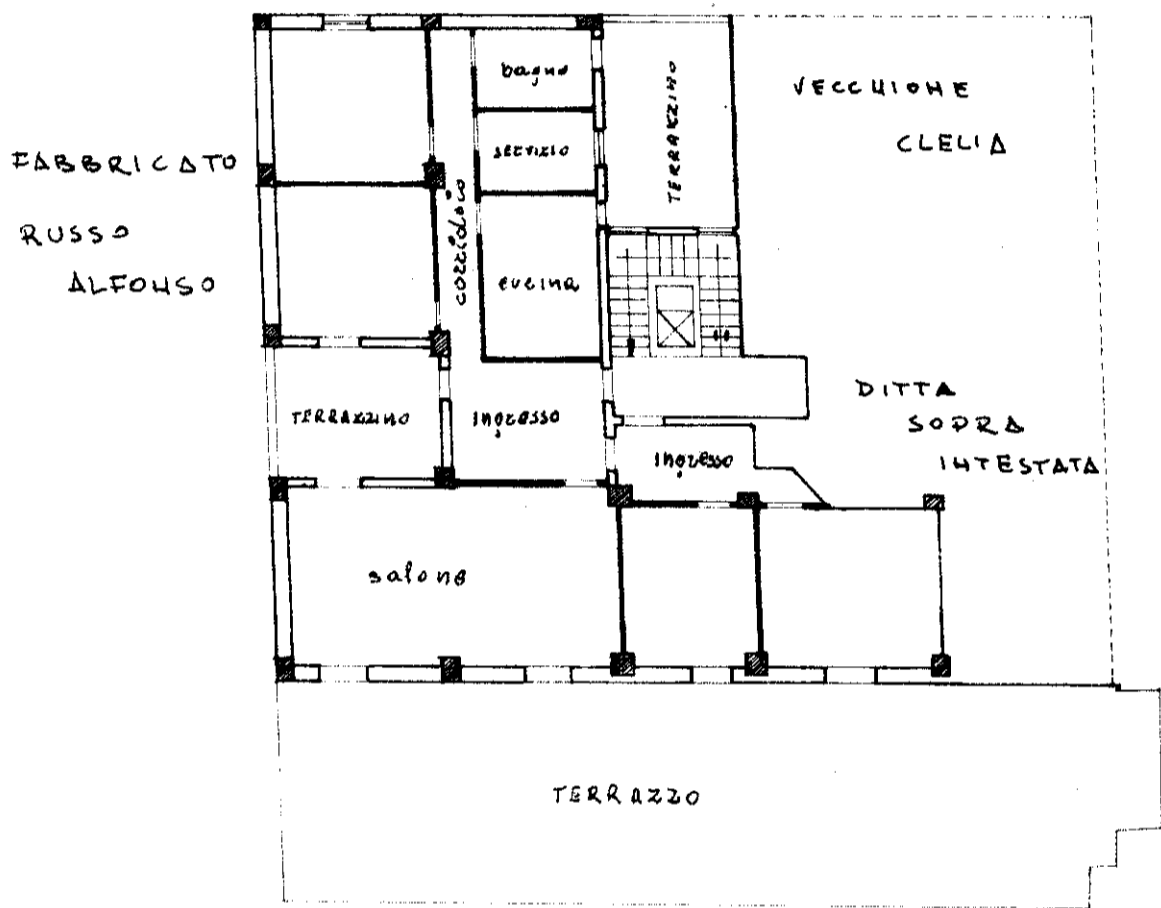 bagno
TERRAZZINO
VECCHIONE
CLELIA
FABBRICATO
RUSSO
ALFONSO
servizio
corridoio
cucina
TERRAZZINO
ingresso
ingresso
DITTA
SOPRA
INTESTATA
salone
TERRAZZO